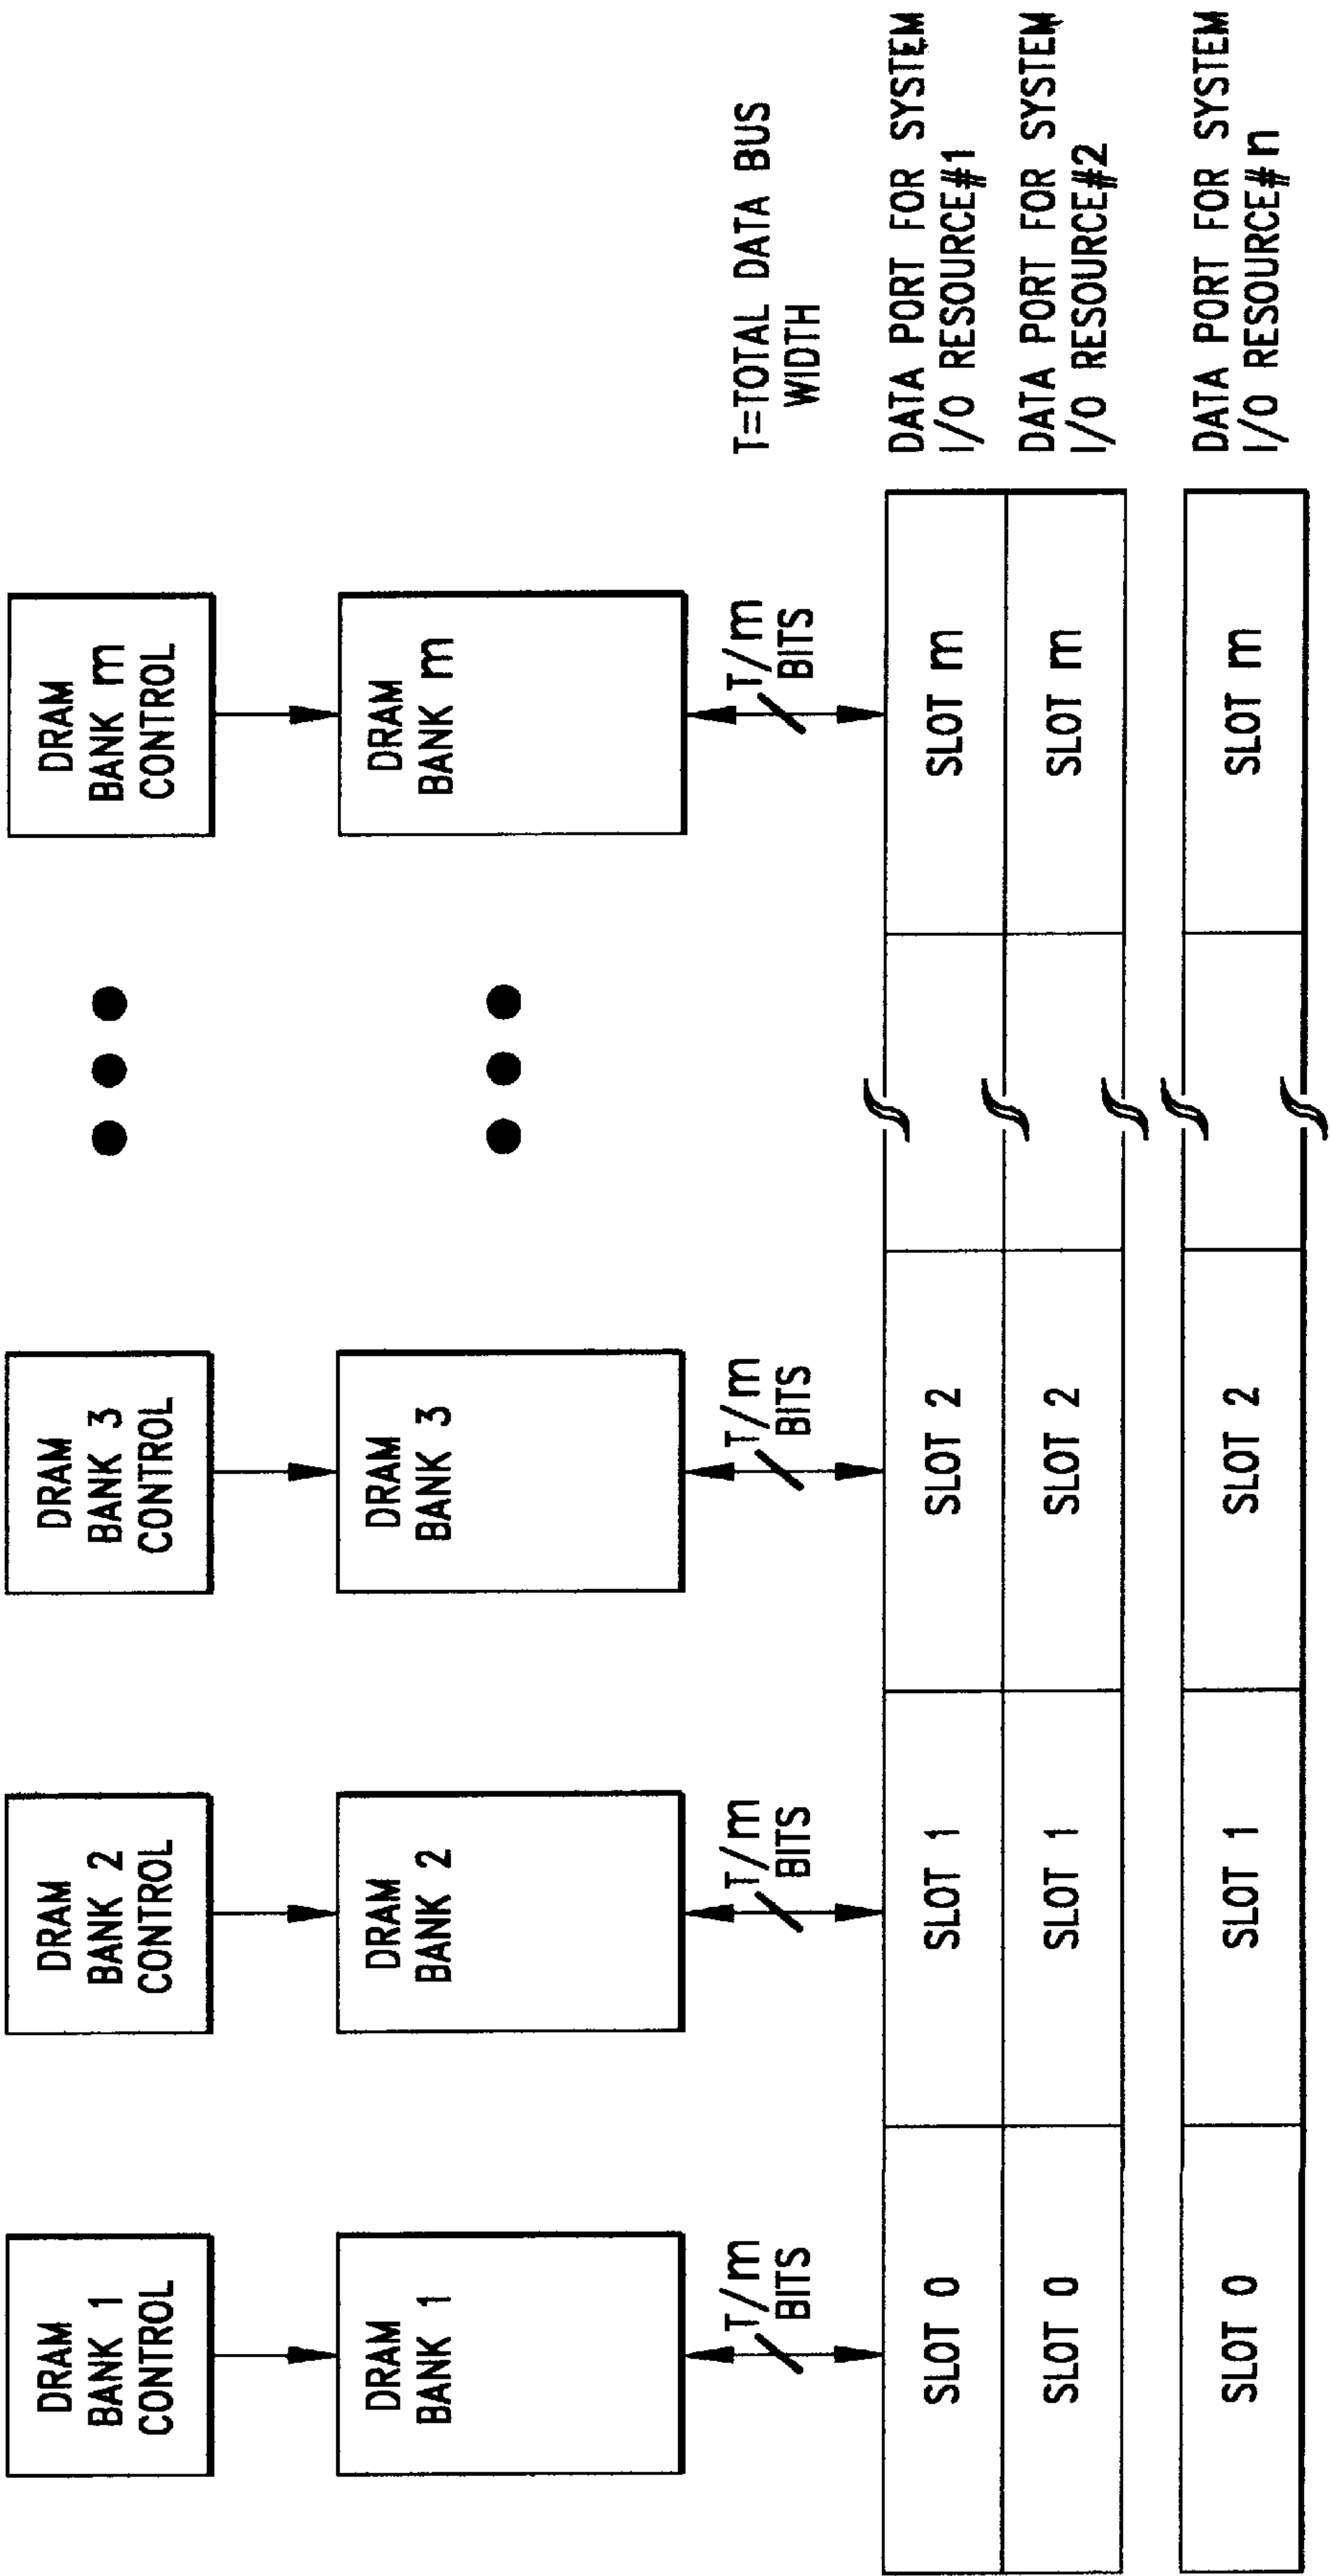 DRAM
BANK 1
CONTROL
DRAM
BANK 2
CONTROL
DRAM
BANK 3
CONTROL
DRAM
BANK m
CONTROL
DRAM
BANK 1
DRAM
BANK 2
DRAM
BANK 3
DRAM
BANK m
T/m
BITS
T/m
BITS
T/m
BITS
T/m
BITS
T=TOTAL DATA BUS
WIDTH
SLOT 0
SLOT 1
SLOT 2
SLOT m
DATA PORT FOR SYSTEM
I/O RESOURCE#1
SLOT 0
SLOT 1
SLOT 2
SLOT m
DATA PORT FOR SYSTEM
I/O RESOURCE#2
SLOT 0
SLOT 1
SLOT 2
SLOT m
DATA PORT FOR SYSTEM
I/O RESOURCE# n